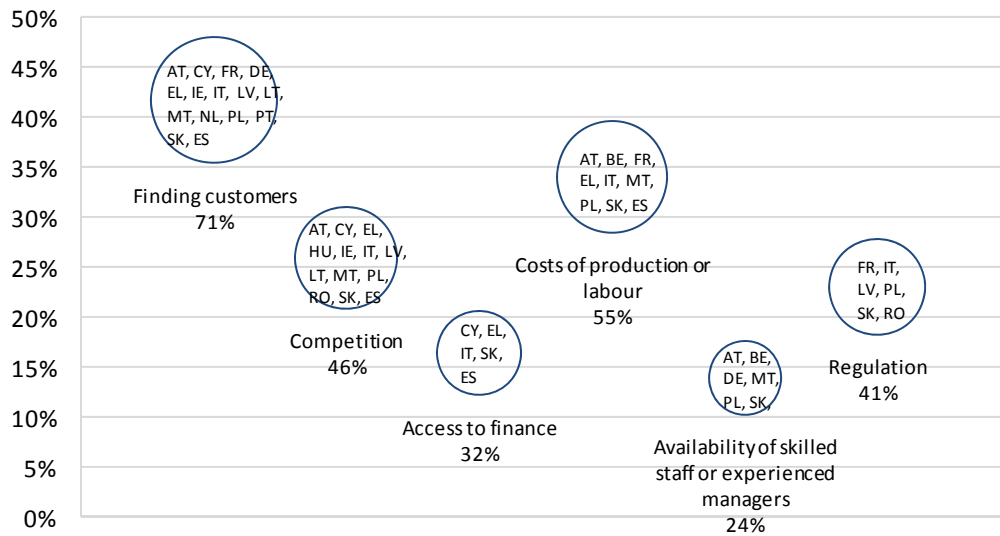 50%
45%
40%
35%
30%
25%
20%
15%
10%
5%
0%
AT, CY, FR, DE,
EL, IE, IT, LV, LT,
MT, NL, PL, PT,
SK, ES
Finding customers
71%
AT, CY, EL,
HU, IE, IT, LV,
LT, MT, PL,
RO, SK, ES
Competition
46%
CY, EL,
IT, SK,
ES
Access to finance
32%
AT, BE, FR,
EL, IT, MT,
PL, SK, ES
Costs of production or
labour
55%
AT, BE,
DE, MT,
PL, SK,
Availability of skilled
staff or experienced
managers
24%
FR, IT,
LV, PL,
SK, RO
Regulation
41%